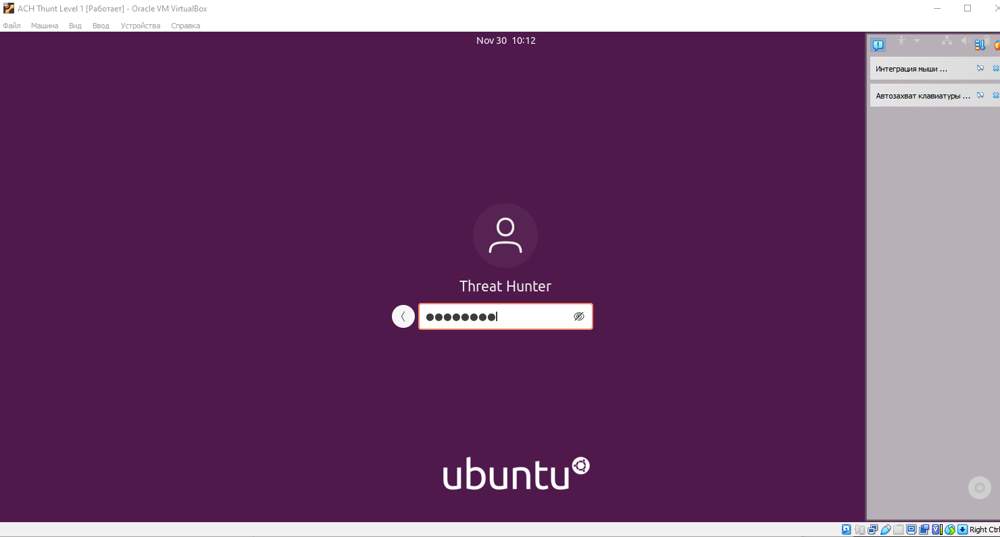 ACH Thunt Level 1 [Работает] - Oracle VM VirtualBox
Файл Машина Вид Ввод Устройства Справка
Nov 30 10:12
Интеграция мыши ...
Автозахват клавиатуры ...
Threat Hunter
ubuntu
Right Ctrl